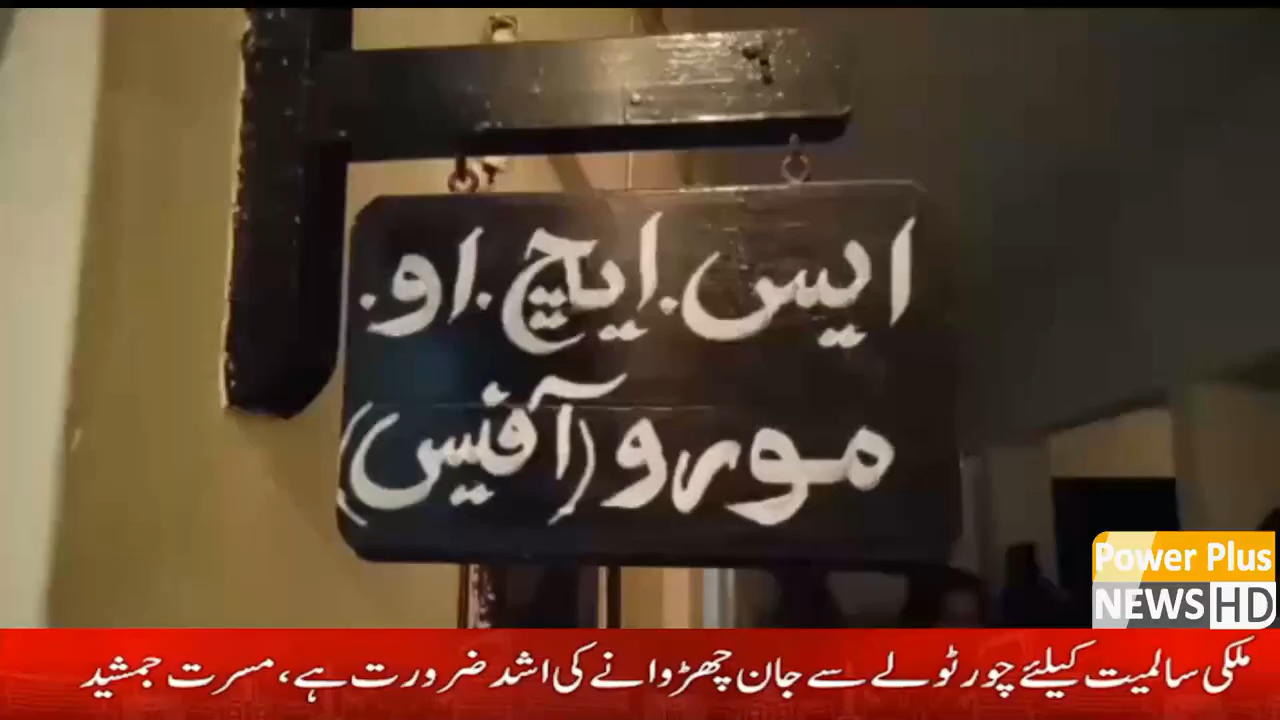 ایس.ایچ.او.
مورو (آفیس)
Power Plus
NEWS HD
ملکی سالمیت کیلئے چور ٹولے سے جان چھڑوانے کی اشد ضرورت ہے، مسرت جمشید